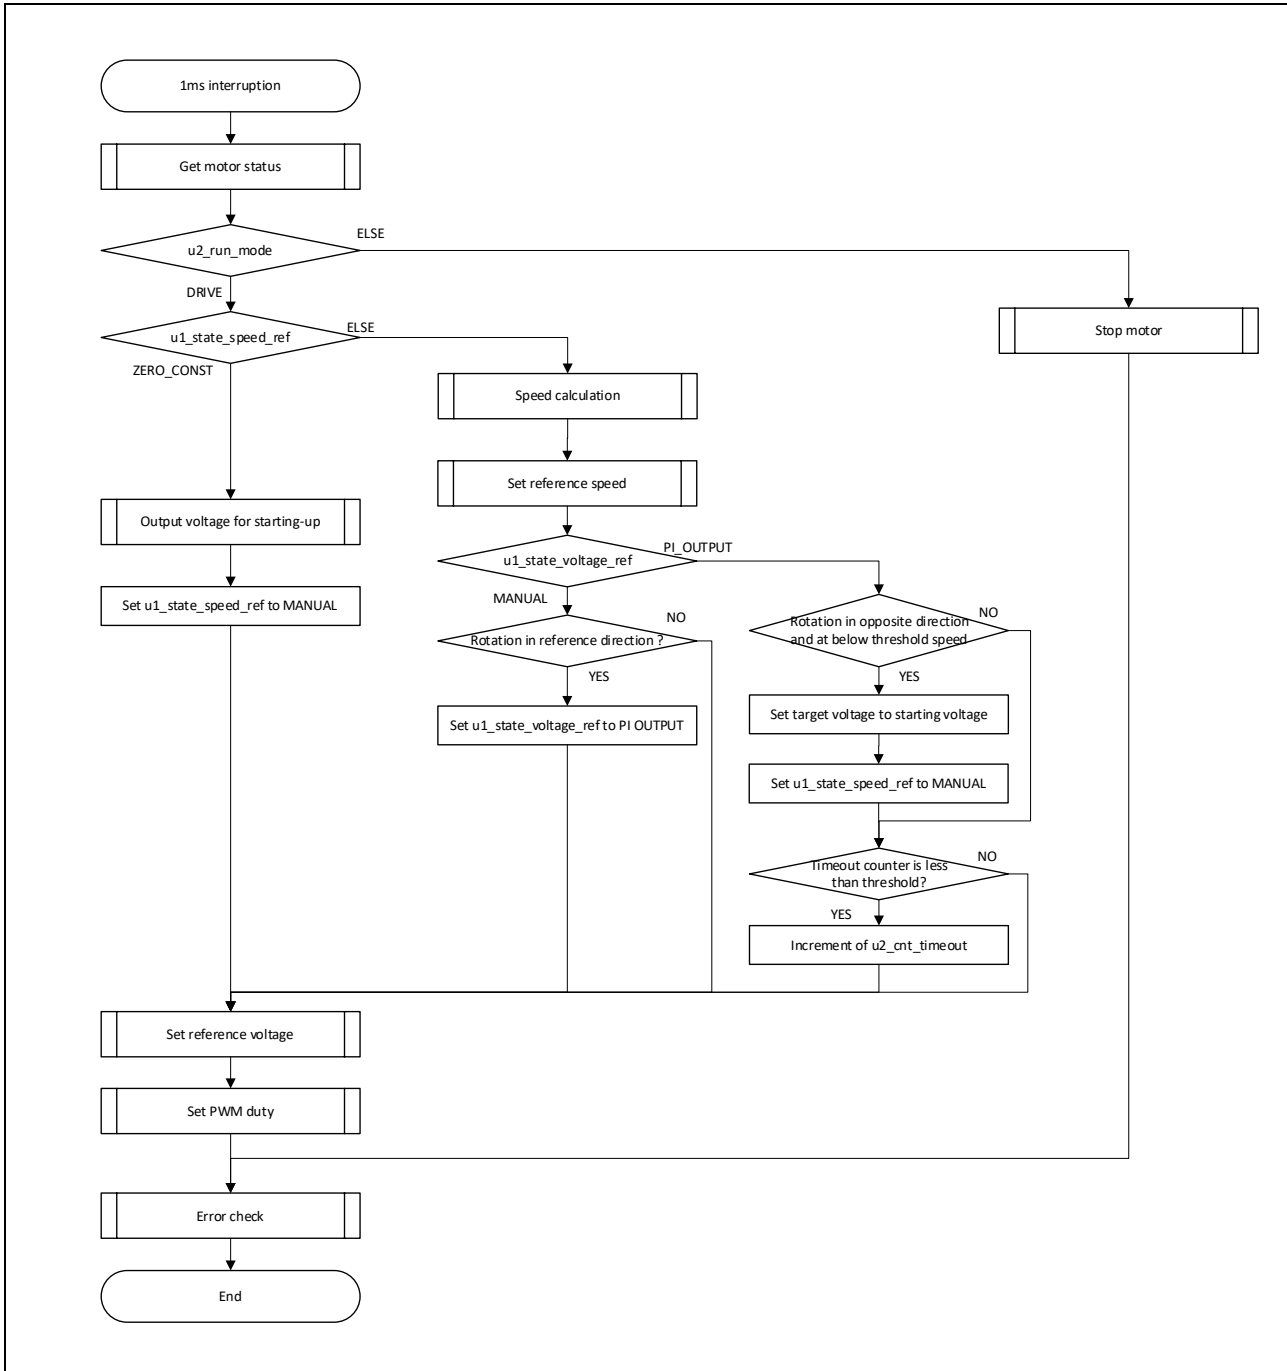 1ms interruption
Get motor status
u2_run_mode
ELSE
DRIVE
u1_state_speed_ref
ELSE
ZERO_CONST
Stop motor
Speed calculation
Set reference speed
Output voltage for starting-up
Set u1_state_speed_ref to MANUAL
u1_state_voltage_ref
PI_OUTPUT
MANUAL
Rotation in reference direction ?
NO
YES
Set u1_state_voltage_ref to PI OUTPUT
Rotation in opposite direction
and at below threshold speed
NO
YES
Set target voltage to starting voltage
Set u1_state_speed_ref to MANUAL
Timeout counter is less
than threshold?
NO
YES
Increment of u2_cnt_timeout
Set reference voltage
Set PWM duty
Error check
End